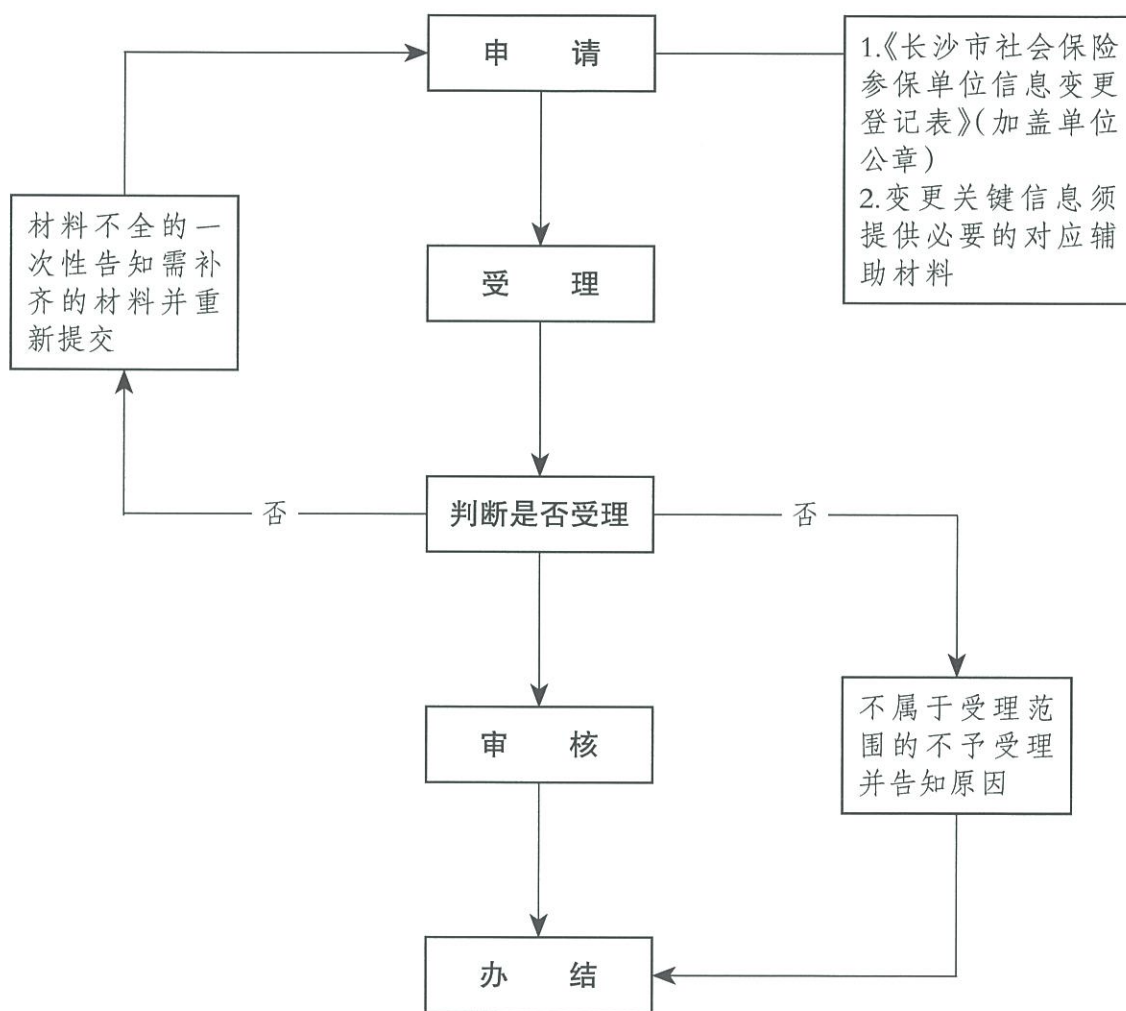 申 请
1.《长沙市社会保险
参保单位信息变更
登记表》(加盖单位
公章)
2.变更关键信息须
提供必要的对应辅
助材料
材料不全的一
次性告知需补
齐的材料并重
新提交
受 理
否
判断是否受理
否
审 核
不属于受理范
围的不予受理
并告知原因
办 结